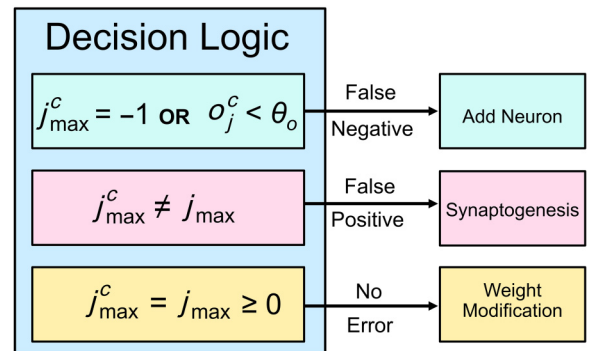 Decision Logic
j^c_max = −1 OR o^c_j < θ_o
False
Negative
Add Neuron
j^c_max ≠ j_max
False
Positive
Synaptogenesis
j^c_max = j_max ≥ 0
No
Error
Weight
Modification